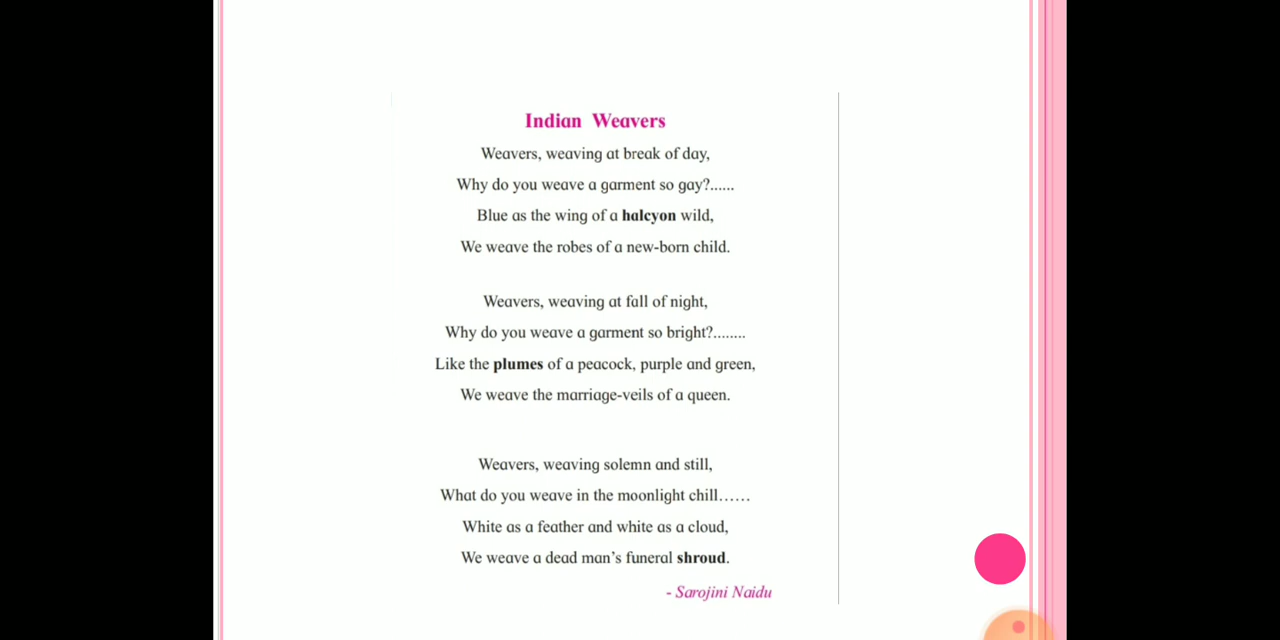 Indian Weavers
Weavers, weaving at break of day,
Why do you weave a garment so gay?......
Blue as the wing of a halcyon wild,
We weave the robes of a new-born child.
Weavers, weaving at fall of night,
Why do you weave a garment so bright?........
Like the plumes of a peacock, purple and green,
We weave the marriage-veils of a queen.
Weavers, weaving solemn and still,
What do you weave in the moonlight chill……
White as a feather and white as a cloud,
We weave a dead man’s funeral shroud.
- Sarojini Naidu